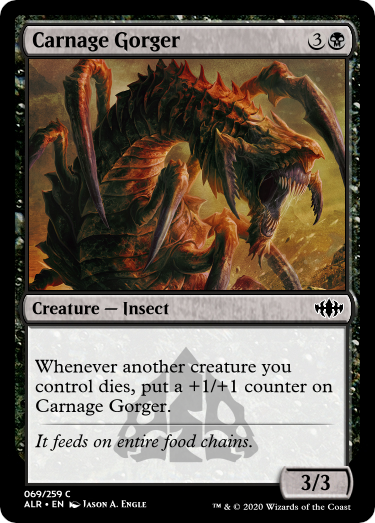 Carnage Gorger 3
Creature — Insect
Whenever another creature you
control dies, put a +1/+1 counter on
Carnage Gorger.
It feeds on entire food chains.
3/3
069/259 C
ALR • EN Jason A. Engle
™ & © 2020 Wizards of the Coast